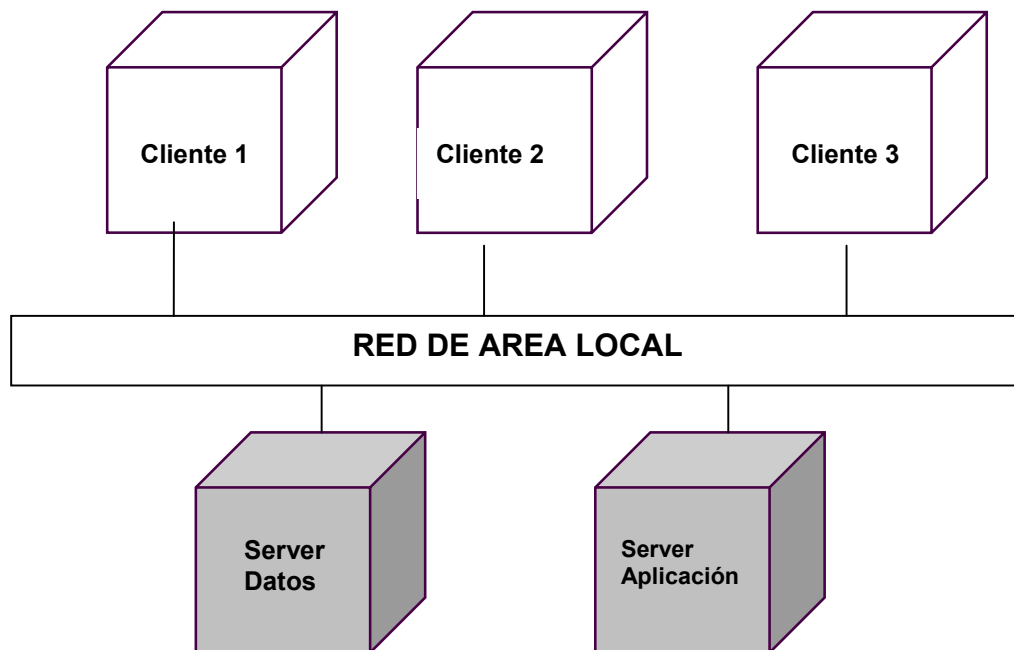 Cliente 1
Cliente 2
Cliente 3
RED DE AREA LOCAL
Server
Datos
Server
Aplicación